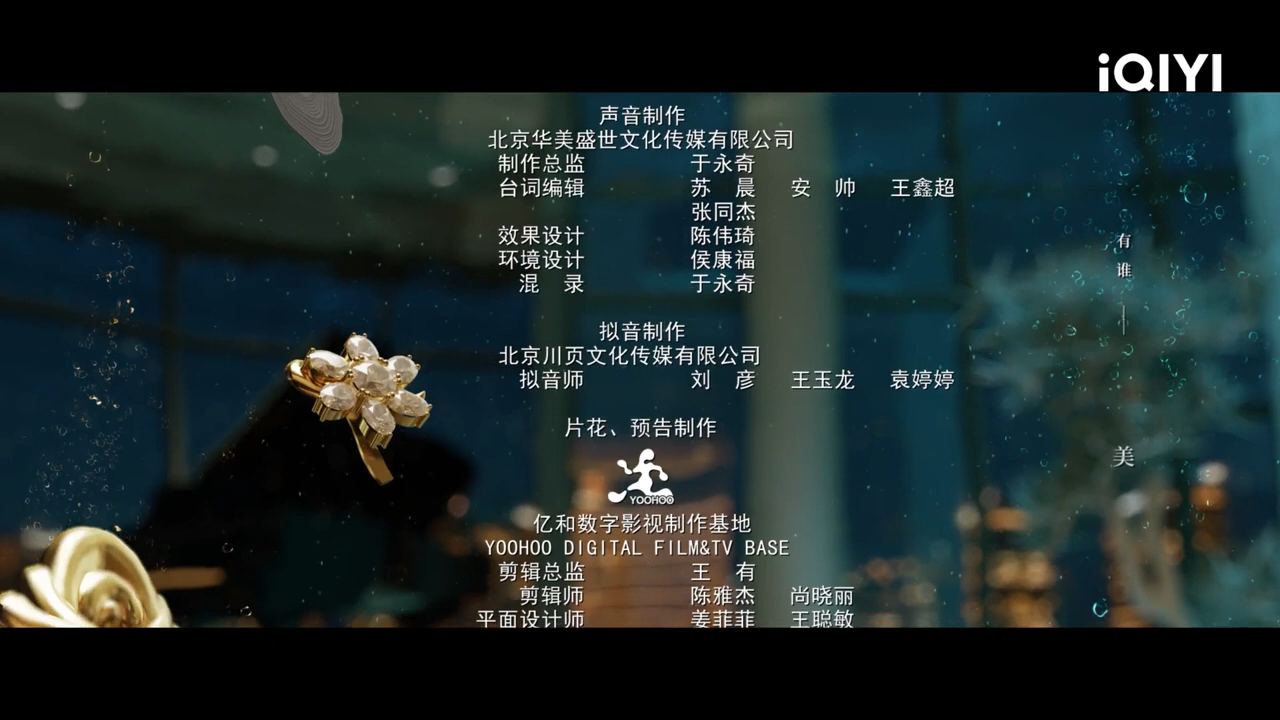 iQIYI
声音制作
北京华美盛世文化传媒有限公司
制作总监 于永奇
台词编辑 苏 晨 安 帅 王鑫超
张同杰
效果设计 陈伟琦
环境设计 侯康福
混 录 于永奇
拟音制作
北京川页文化传媒有限公司
拟音师 刘 彦 王玉龙 袁婷婷
片花、预告制作
YOOHOO
亿和数字影视制作基地
YOOHOO DIGITAL FILM&TV BASE
剪辑总监 王 有
剪辑师 陈雅杰 尚晓丽
平面设计师 姜菲菲 王聪敏
有谁
美